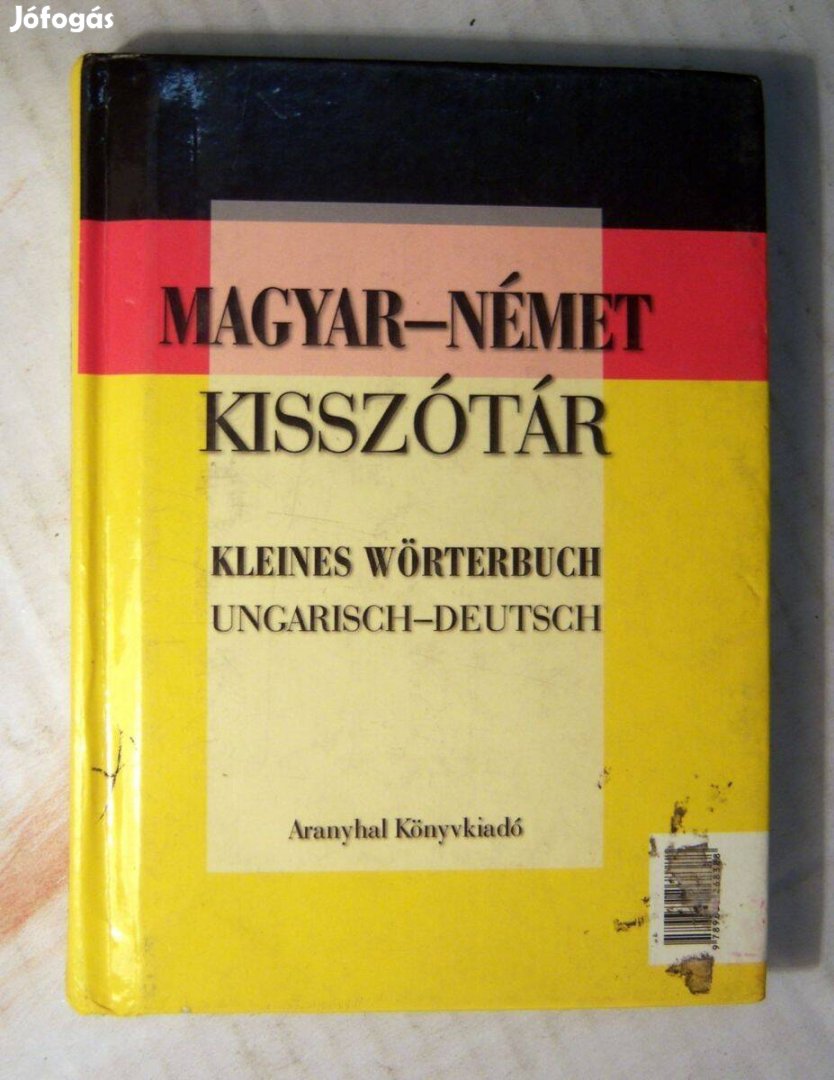 Jófogás
MAGYAR–NÉMET
KISSZÓTÁR
KLEINES WÖRTERBUCH
UNGARISCH–DEUTSCH
Aranyhal Könyvkiadó